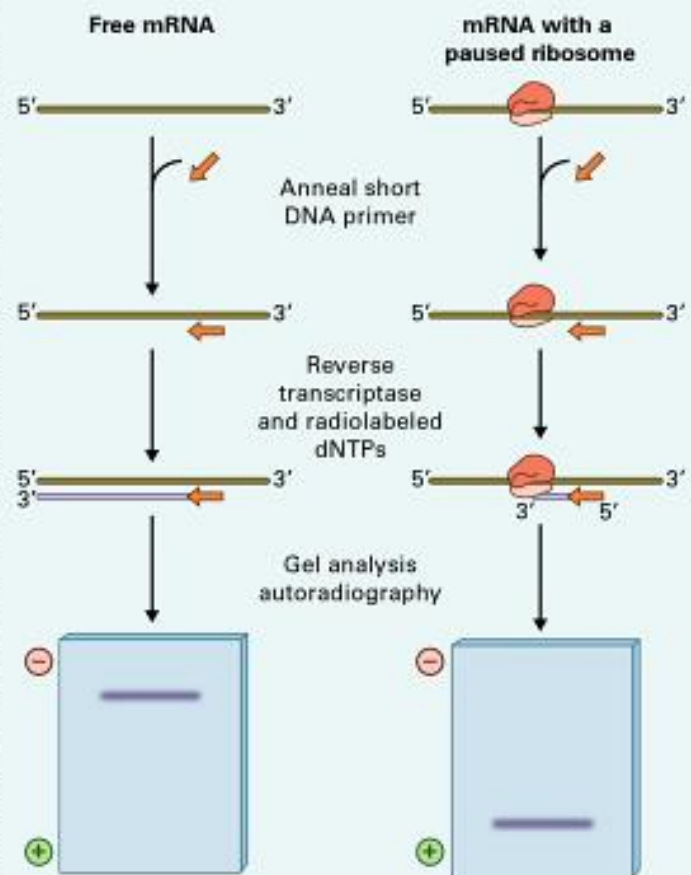 Free mRNA
mRNA with a
paused ribosome
5′ 3′ 5′ 3′
Anneal short
DNA primer
5′ 3′ 5′ 3′
Reverse
transcriptase
and radiolabeled
dNTPs
5′ 3′ 5′ 3′
3′ 3′ 5′
Gel analysis
autoradiography
− −
+ +